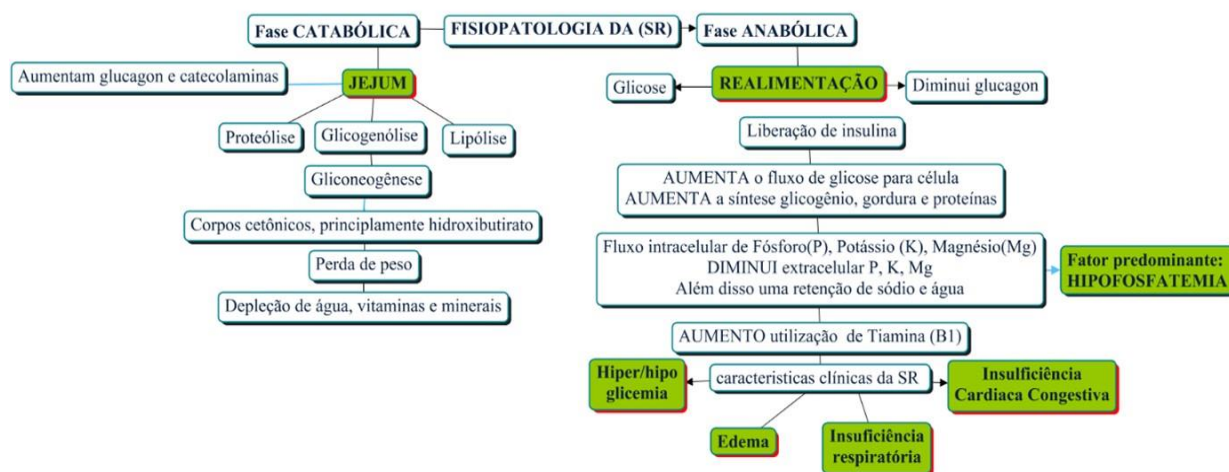 Fase CATABÓLICA
FISIOPATOLOGIA DA (SR)
Fase ANABÓLICA
Aumentam glucagon e catecolaminas
JEJUM
Proteólise
Glicogenólise
Lipólise
Gliconeogênese
Corpos cetônicos, principlamente hidroxibutirato
Perda de peso
Depleção de água, vitaminas e minerais
Glicose
REALIMENTAÇÃO
Diminui glucagon
Liberação de insulina
AUMENTA o fluxo de glicose para célula
AUMENTA a síntese glicogênio, gordura e proteínas
Fluxo intracelular de Fósforo(P), Potássio (K), Magnésio(Mg)
DIMINUI extracelular P, K, Mg
Além disso uma retenção de sódio e água
Fator predominante:
HIPOFOSFATEMIA
AUMENTO utilização de Tiamina (B1)
Hiper/hipo
glicemia
caracteristicas clínicas da SR
Insulficiência
Cardiaca Congestiva
Edema
Insuficiência
respiratória